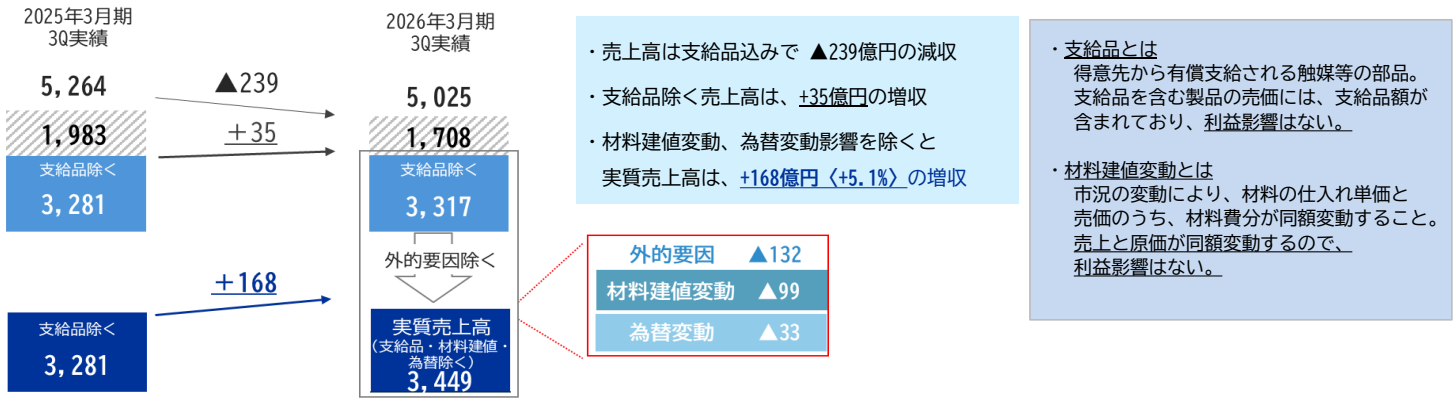 2025年3月期
3Q実績
5,264
1,983
支給品除く
3,281
▲239
+35
2026年3月期
3Q実績
5,025
1,708
支給品除く
3,317
外的要因除く
+168
支給品除く
3,281
実質売上高
(支給品・材料建値・
為替除く)
3,449
・売上高は支給品込みで ▲239億円の減収
・支給品除く売上高は、+35億円の増収
・材料建値変動、為替変動影響を除くと
実質売上高は、+168億円〈+5.1%〉の増収
外的要因 ▲132
材料建値変動 ▲99
為替変動 ▲33
・支給品とは
得意先から有償支給される触媒等の部品。
支給品を含む製品の売価には、支給品額が
含まれており、利益影響はない。
・材料建値変動とは
市況の変動により、材料の仕入れ単価と
売価のうち、材料費分が同額変動すること。
売上と原価が同額変動するので、
利益影響はない。